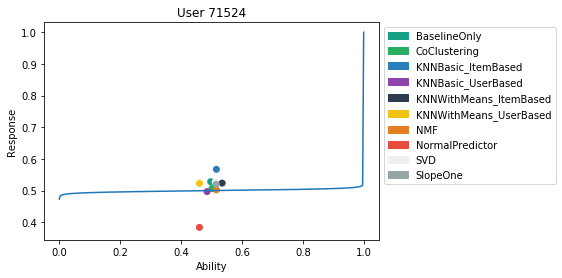 User 71524
Response
1.0
0.9
0.8
0.7
0.6
0.5
0.4
0.0
0.2
0.4
0.6
0.8
1.0
Ability
BaselineOnly
CoClustering
KNNBasic_ItemBased
KNNBasic_UserBased
KNNWithMeans_ItemBased
KNNWithMeans_UserBased
NMF
NormalPredictor
SVD
SlopeOne